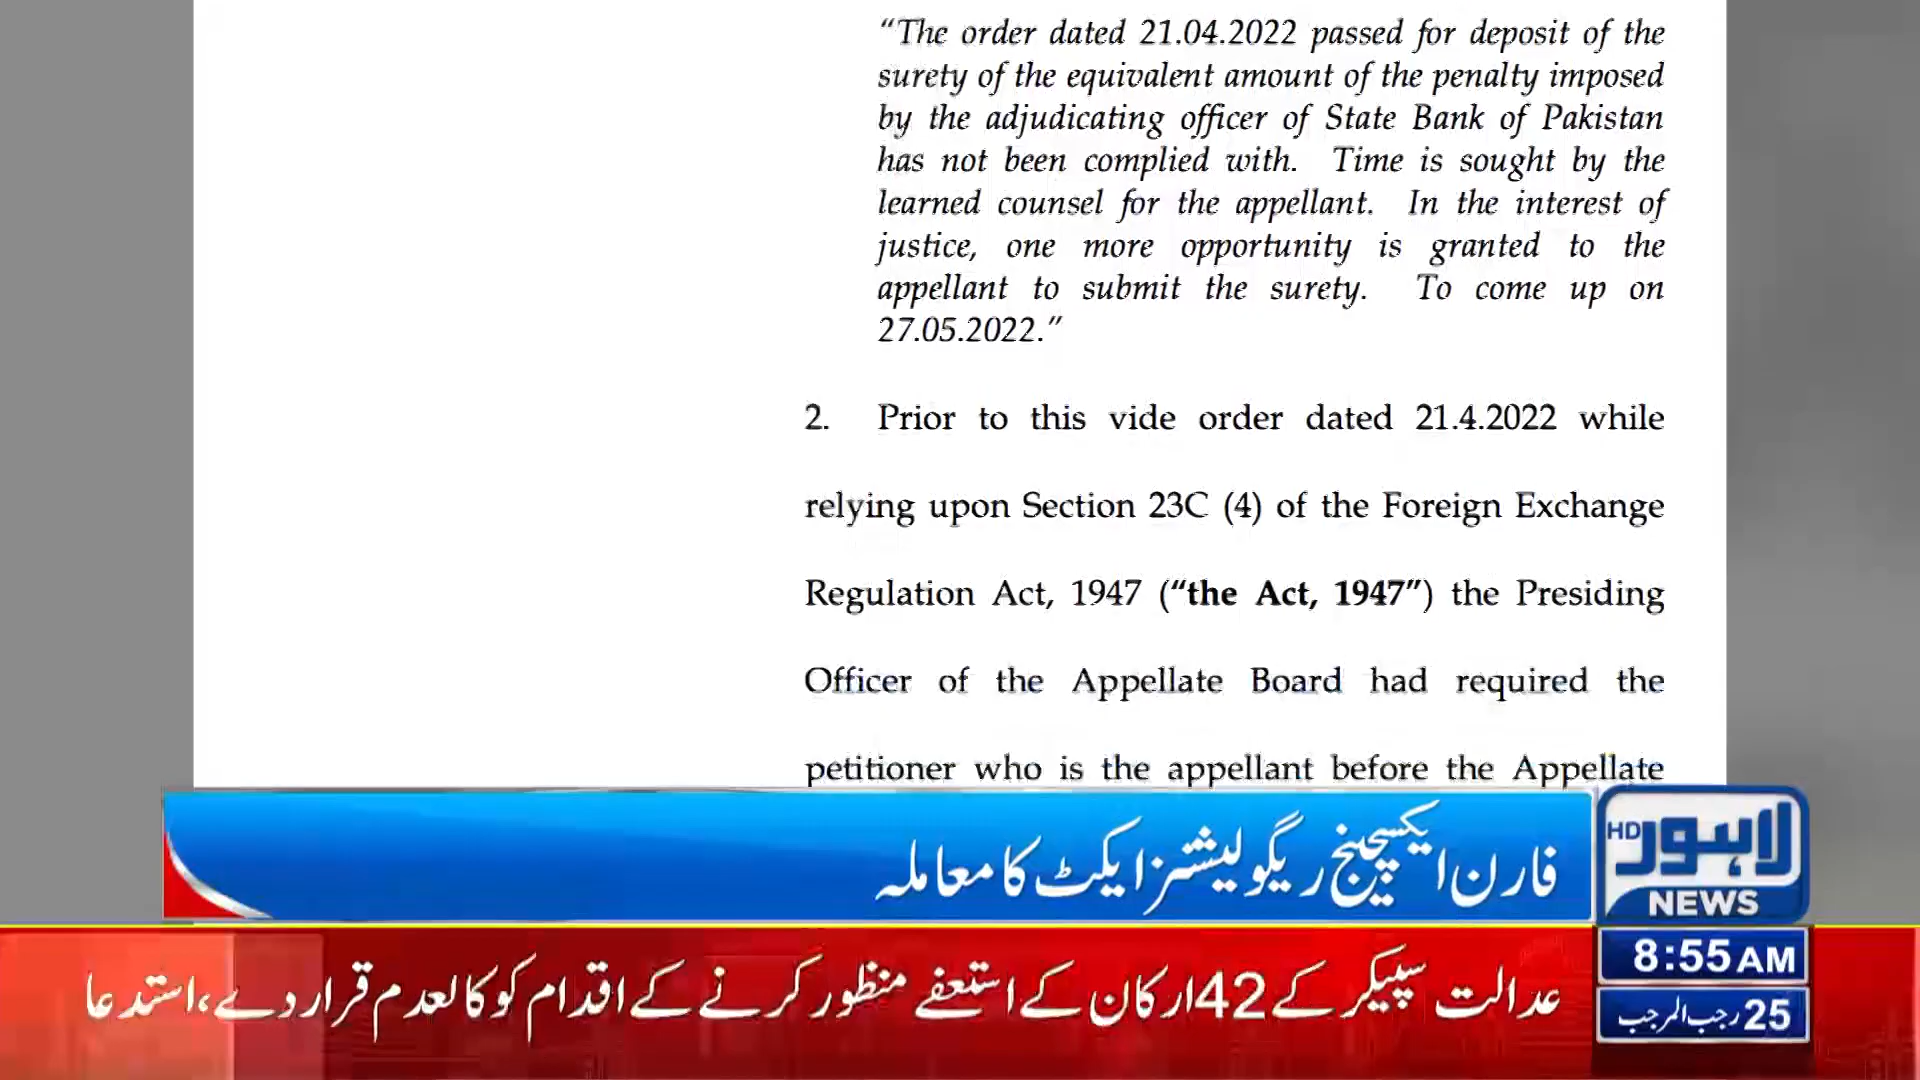 “The order dated 21.04.2022 passed for deposit of the
surety of the equivalent amount of the penalty imposed
by the adjudicating officer of State Bank of Pakistan
has not been complied with. Time is sought by the
learned counsel for the appellant. In the interest of
justice, one more opportunity is granted to the
appellant to submit the surety. To come up on
27.05.2022.”
2. Prior to this vide order dated 21.4.2022 while
relying upon Section 23C (4) of the Foreign Exchange
Regulation Act, 1947 (“the Act, 1947”) the Presiding
Officer of the Appellate Board had required the
petitioner who is the appellant before the Appellate
فارن ایکسچینج ریگولیشنز ایکٹ کا معاملہ
لاہور HD
NEWS
عدالت سپیکر کے 42 ارکان کے استعفے منظور کرنے کے اقدام کو کالعدم قرار دے، استدعا
8:55 AM
25 رجب المرجب